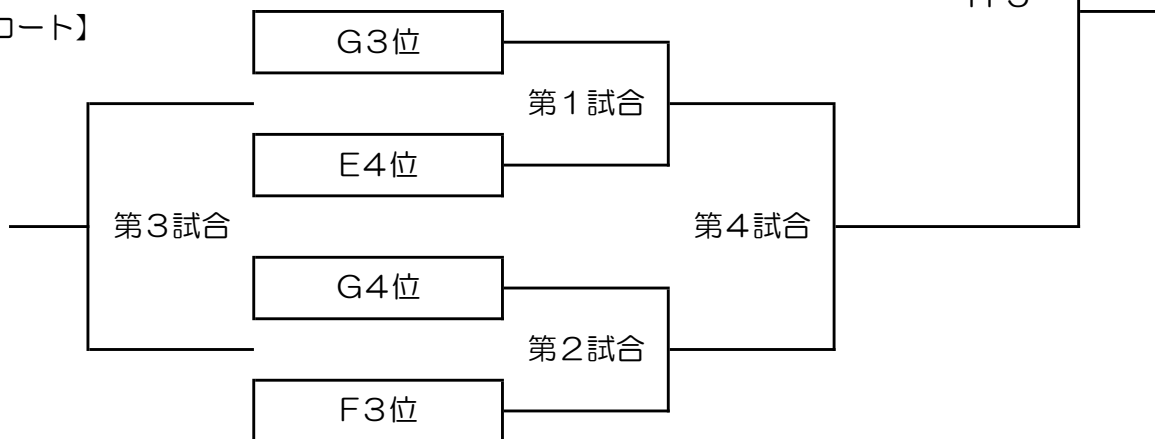 コート】
G3位
第1試合
E4位
第3試合
第4試合
G4位
第2試合
F3位